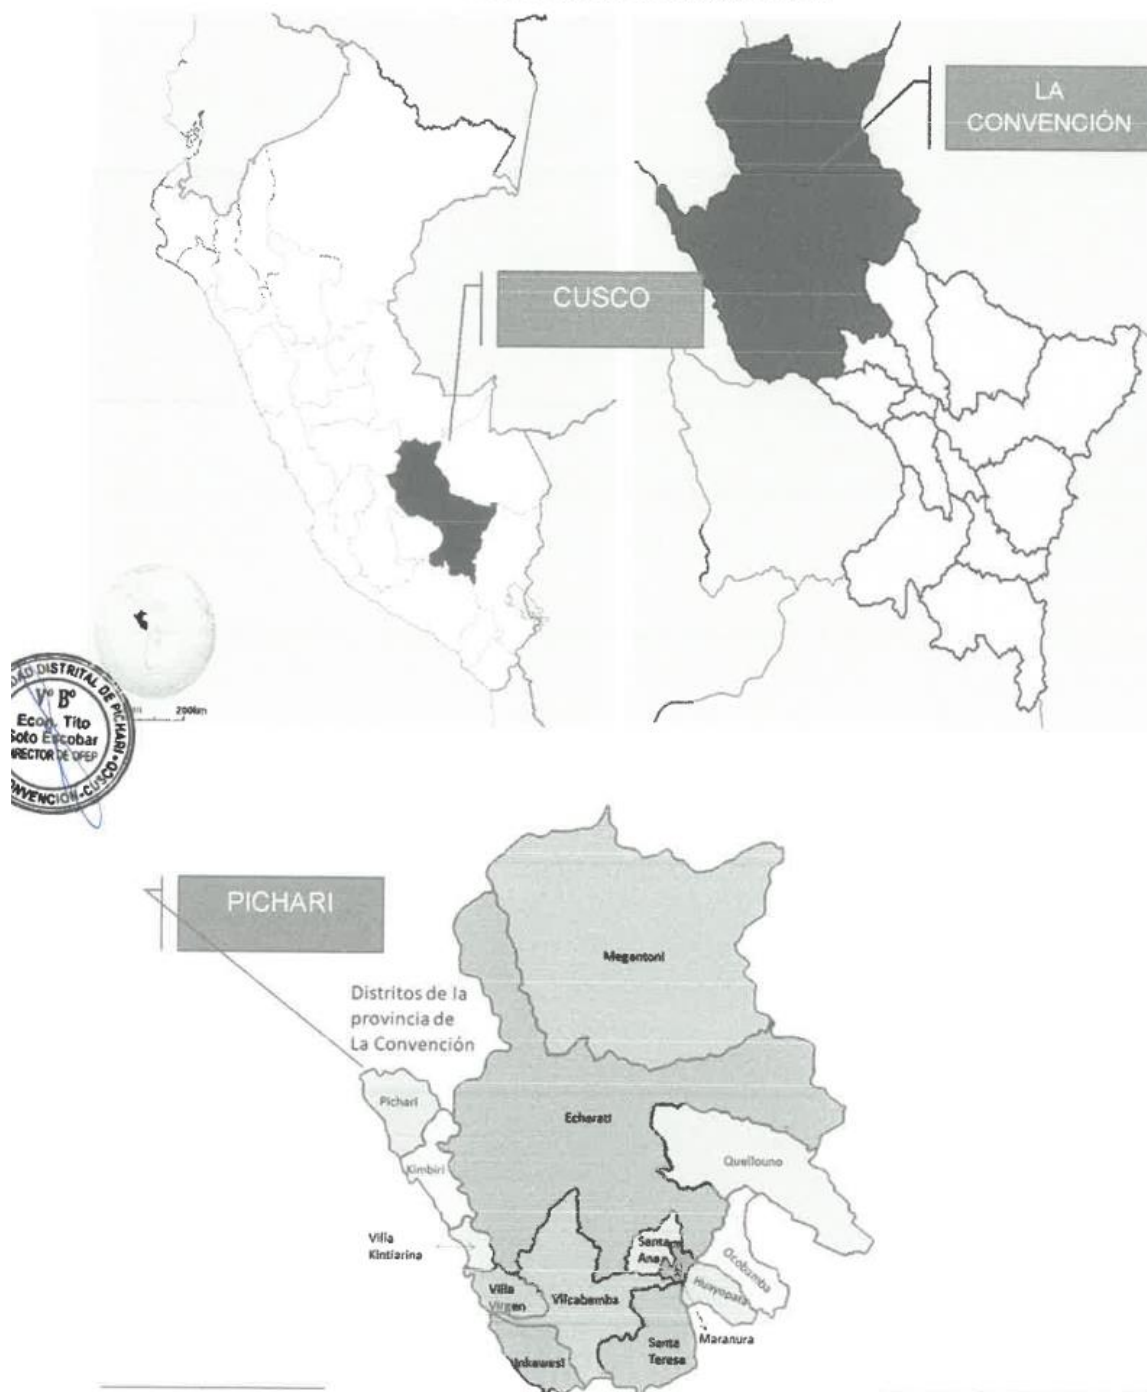 LA
CONVENCIÓN
CUSCO
200km
DISTRITAL DE PICHARI
Vº Bº
Econ. Tito
Soto Escobar
DIRECTOR DE OFEP
CONVENCIÓN-CUSCO
PICHARI
Distritos de la
provincia de
La Convención
Megantoni
Pichari
Echarati
Kimbiri
Quellouno
Villa
Kintiarina
Santa
Ana
Ocobamba
Huayopata
Villa
Virgen
Vilcabamba
Maranura
Santa
Teresa
Inkawasi